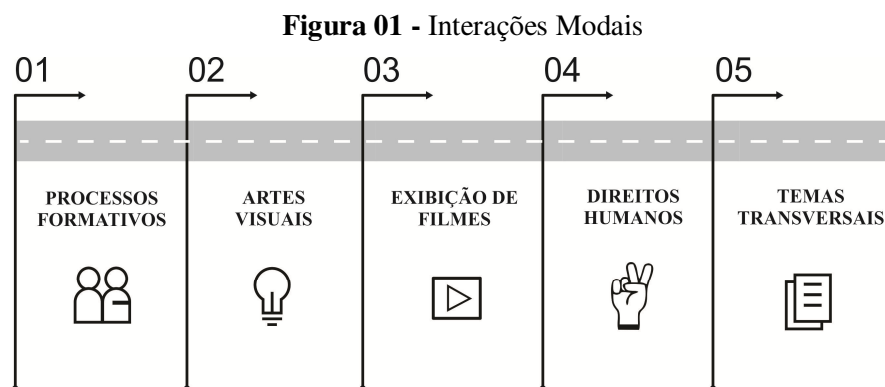 Figura 01 - Interações Modais
01 02 03 04 05
PROCESSOS
FORMATIVOS
ARTES
VISUAIS
EXIBIÇÃO DE
FILMES
DIREITOS
HUMANOS
TEMAS
TRANSVERSAIS